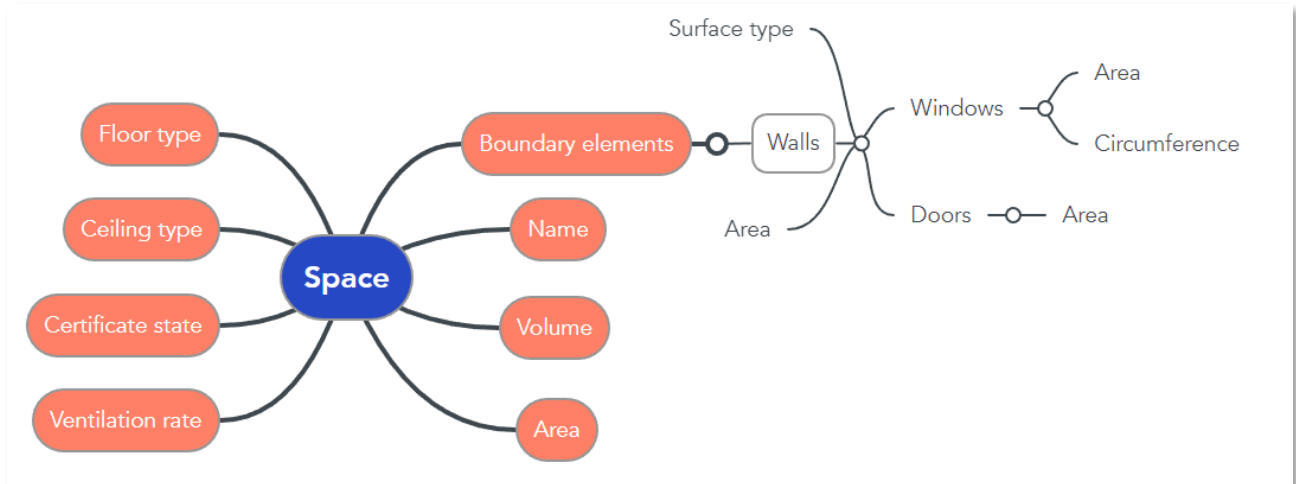 Surface type
Area
Floor type
Windows
Boundary elements
Walls
Circumference
Ceiling type
Name
Area
Doors
Area
Space
Certificate state
Volume
Ventilation rate
Area